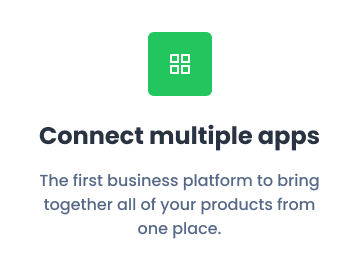 Connect multiple apps
The first business platform to bring
together all of your products from
one place.